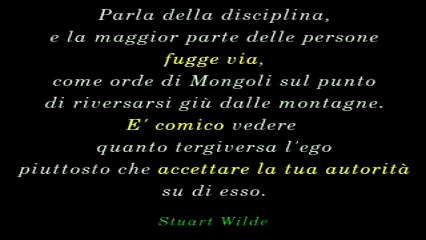 Parla della disciplina,
e la maggior parte delle persone
fugge via,
come orde di Mongoli sul punto
di riversarsi giù dalle montagne.
E' comico vedere
quanto tergiversa l'ego
piuttosto che accettare la tua autorità
su di esso.
Stuart Wilde